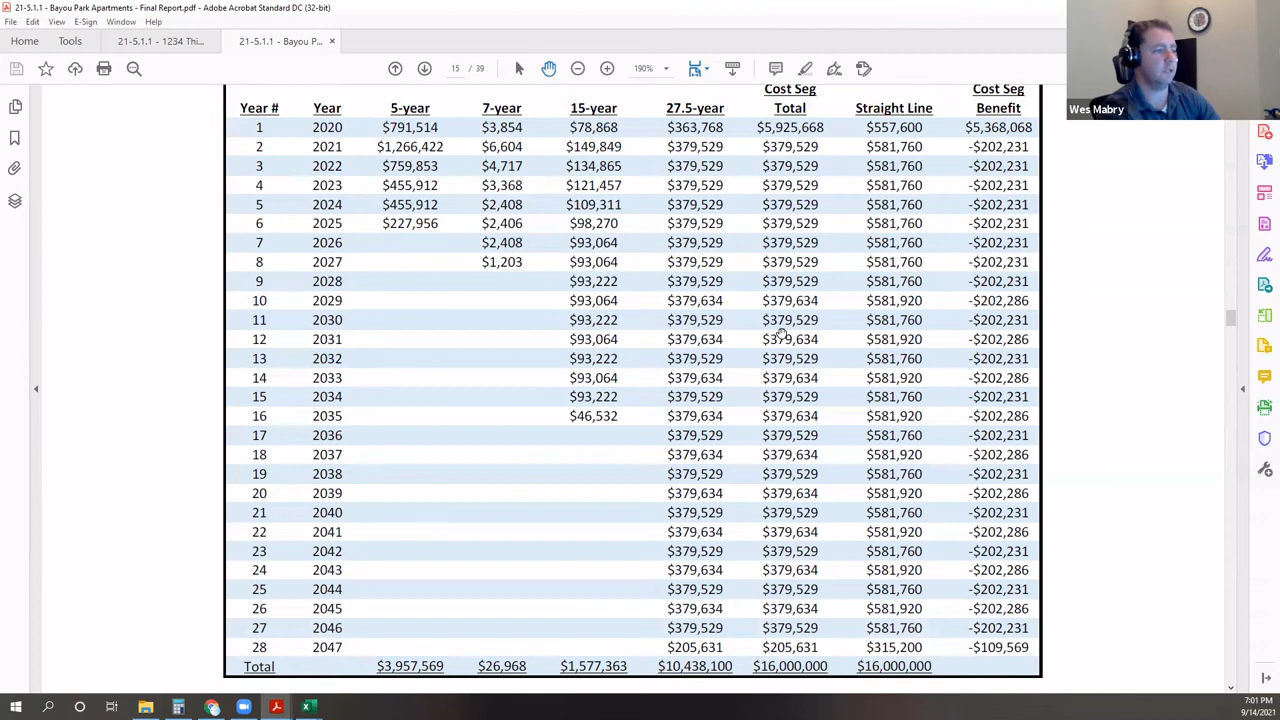 21-5.1.1 - Bayou Park Apartments - Final Report.pdf - Adobe Acrobat Standard DC (32-bit)
File Edit View E-Sign Window Help
Home Tools 21-5.1.1 - 1234 Thi... 21-5.1.1 - Bayou P... ×
15 / 39 190%
Wes Mabry
Cost Seg Cost Seg
Year # Year 5-year 7-year 15-year 27.5-year Total Straight Line Benefit
1 2020 $791,514 $3,854 $78,868 $363,768 $5,925,668 $557,600 $5,368,068
2 2021 $1,266,422 $6,604 $149,849 $379,529 $379,529 $581,760 -$202,231
3 2022 $759,853 $4,717 $134,865 $379,529 $379,529 $581,760 -$202,231
4 2023 $455,912 $3,368 $121,457 $379,529 $379,529 $581,760 -$202,231
5 2024 $455,912 $2,408 $109,311 $379,529 $379,529 $581,760 -$202,231
6 2025 $227,956 $2,406 $98,270 $379,529 $379,529 $581,760 -$202,231
7 2026 $2,408 $93,064 $379,529 $379,529 $581,760 -$202,231
8 2027 $1,203 $93,064 $379,529 $379,529 $581,760 -$202,231
9 2028 $93,222 $379,529 $379,529 $581,760 -$202,231
10 2029 $93,064 $379,634 $379,634 $581,920 -$202,286
11 2030 $93,222 $379,529 $379,529 $581,760 -$202,231
12 2031 $93,064 $379,634 $379,634 $581,920 -$202,286
13 2032 $93,222 $379,529 $379,529 $581,760 -$202,231
14 2033 $93,064 $379,634 $379,634 $581,920 -$202,286
15 2034 $93,222 $379,529 $379,529 $581,760 -$202,231
16 2035 $46,532 $379,634 $379,634 $581,920 -$202,286
17 2036 $379,529 $379,529 $581,760 -$202,231
18 2037 $379,634 $379,634 $581,920 -$202,286
19 2038 $379,529 $379,529 $581,760 -$202,231
20 2039 $379,634 $379,634 $581,920 -$202,286
21 2040 $379,529 $379,529 $581,760 -$202,231
22 2041 $379,634 $379,634 $581,920 -$202,286
23 2042 $379,529 $379,529 $581,760 -$202,231
24 2043 $379,634 $379,634 $581,920 -$202,286
25 2044 $379,529 $379,529 $581,760 -$202,231
26 2045 $379,634 $379,634 $581,920 -$202,286
27 2046 $379,529 $379,529 $581,760 -$202,231
28 2047 $205,631 $205,631 $315,200 -$109,569
Total $3,957,569 $26,968 $1,577,363 $10,438,100 $16,000,000 $16,000,000
7:01 PM
9/14/2021